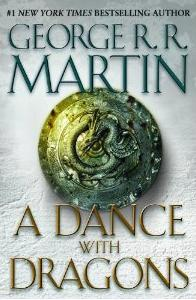 #1 NEW YORK TIMES BESTSELLING AUTHOR
GEORGE R. R.
MARTIN
A DANCE
WITH
DRAGONS